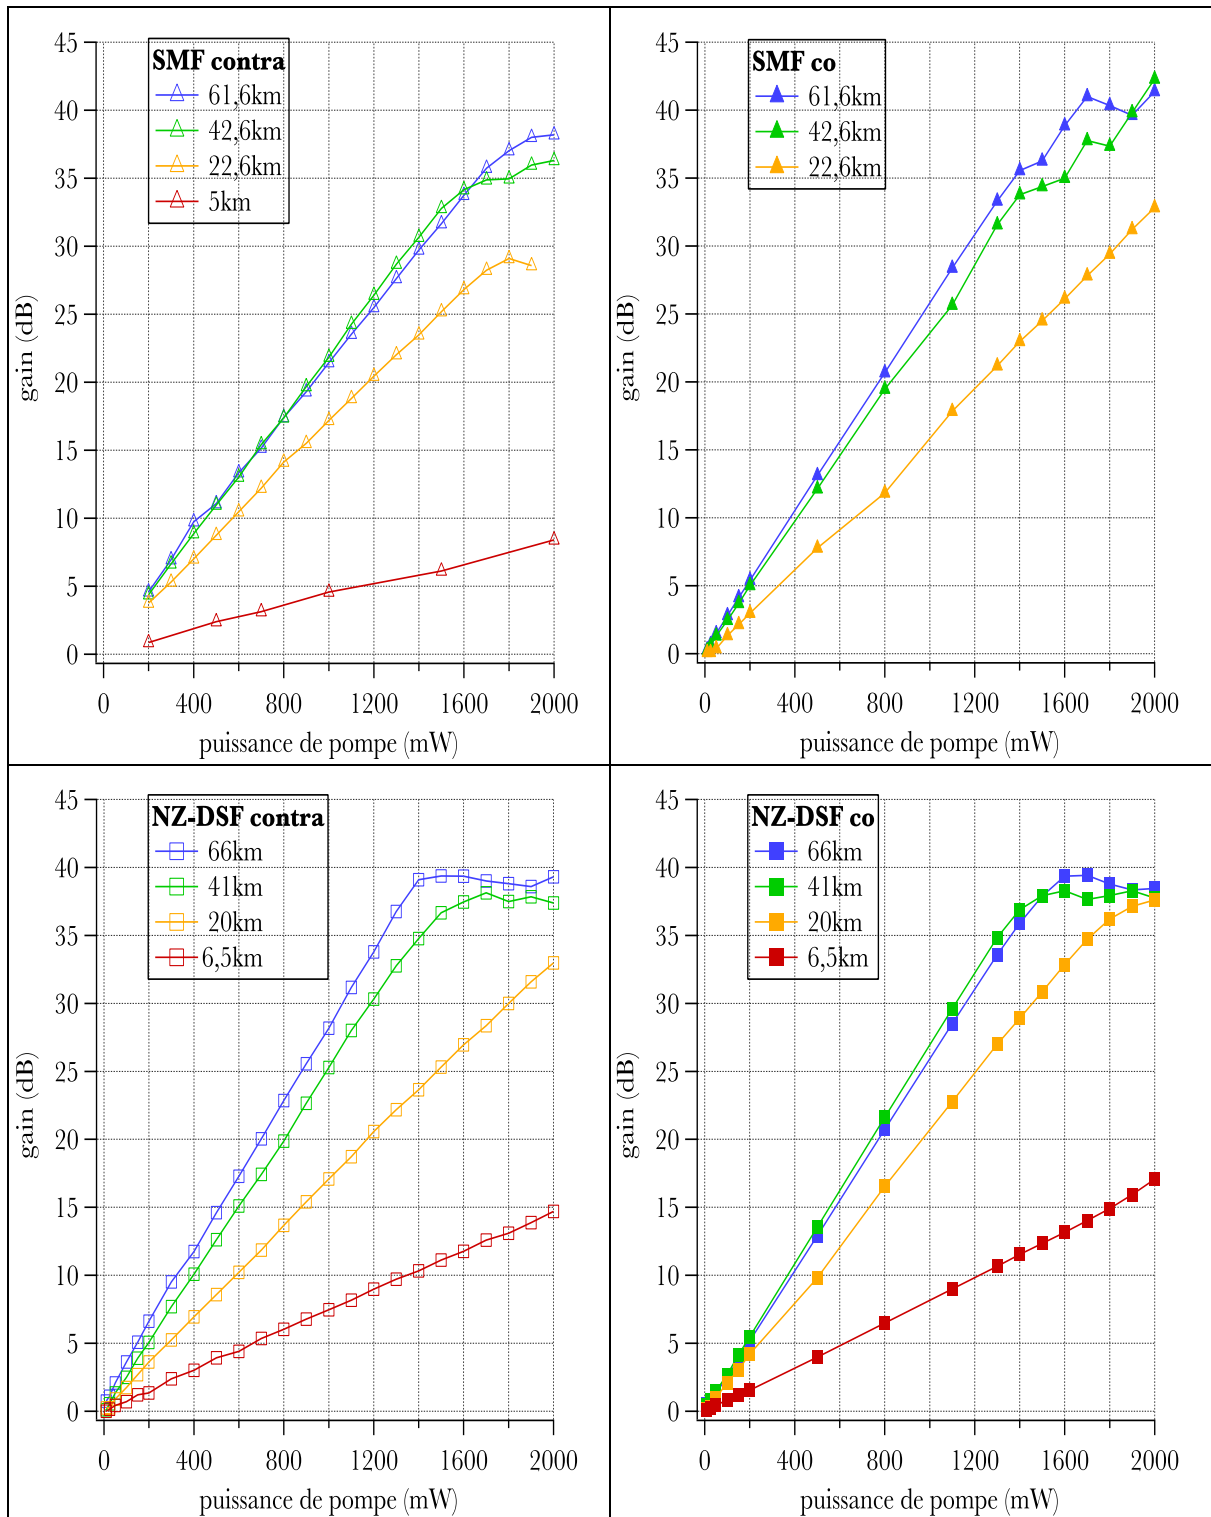 SMF contra
61,6km
42,6km
22,6km
5km
45
40
35
30
25
20
15
10
5
0
gain (dB)
0 400 800 1200 1600 2000
puissance de pompe (mW)
SMF co
61,6km
42,6km
22,6km
45
40
35
30
25
20
15
10
5
0
gain (dB)
0 400 800 1200 1600 2000
puissance de pompe (mW)
NZ-DSF contra
66km
41km
20km
6,5km
45
40
35
30
25
20
15
10
5
0
gain (dB)
0 400 800 1200 1600 2000
puissance de pompe (mW)
NZ-DSF co
66km
41km
20km
6,5km
45
40
35
30
25
20
15
10
5
0
gain (dB)
0 400 800 1200 1600 2000
puissance de pompe (mW)